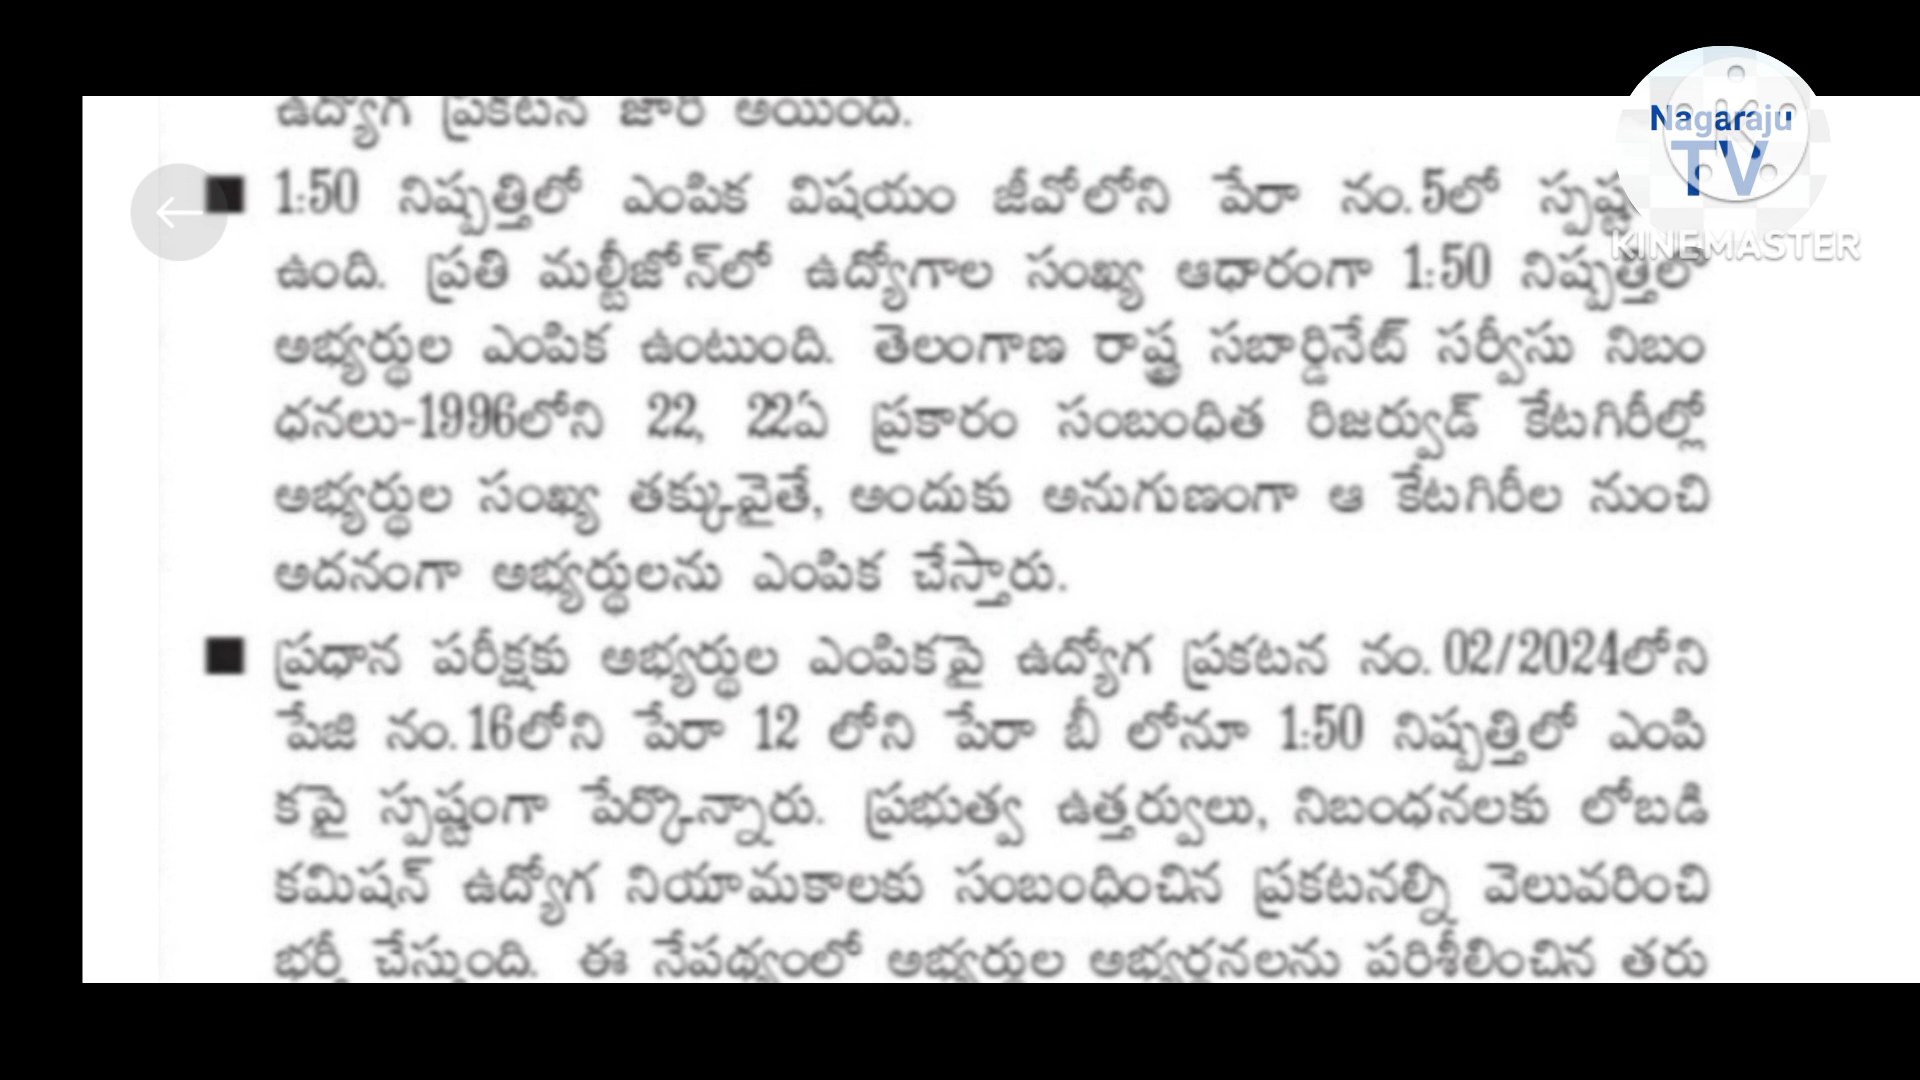 ఉద్యోగ ప్రకటన జారీ అయింది.
Nagaraju
TV
KINEMASTER
■ 1:50 నిష్పత్తిలో ఎంపిక విషయం జీవోలోని పేరా నం.5లో
ఉంది. ప్రతి మల్టీజోన్‌లో ఉద్యోగాల సంఖ్య ఆధారంగా 1:50 నిష్పత్తిలో
అభ్యర్థుల ఎంపిక ఉంటుంది. తెలంగాణ రాష్ట్ర సబార్డినేట్ సర్వీసు నిబం
ధనలు-1996లోని 22, 22ఏ ప్రకారం సంబంధిత రిజర్వుడ్ కేటగిరీల్లో
అభ్యర్థుల సంఖ్య తక్కువైతే, అందుకు అనుగుణంగా ఆ కేటగిరీల నుంచి
అదనంగా అభ్యర్థులను ఎంపిక చేస్తారు.
■ ప్రధాన పరీక్షకు అభ్యర్థుల ఎంపికపై ఉద్యోగ ప్రకటన నం.02/2024లోని
పేజి నం.16లోని పేరా 12 లోని పేరా బీ లోనూ 1:50 నిష్పత్తిలో ఎంపి
కపై స్పష్టంగా పేర్కొన్నారు. ప్రభుత్వ ఉత్తర్వులు, నిబంధనలకు లోబడి
కమిషన్ ఉద్యోగ నియామకాలకు సంబంధించిన ప్రకటనల్ని వెలువరించి
భర్తీ చేస్తుంది. ఈ నేపథ్యంలో అభ్యర్థుల అభ్యర్థనలను పరిశీలించిన తరు